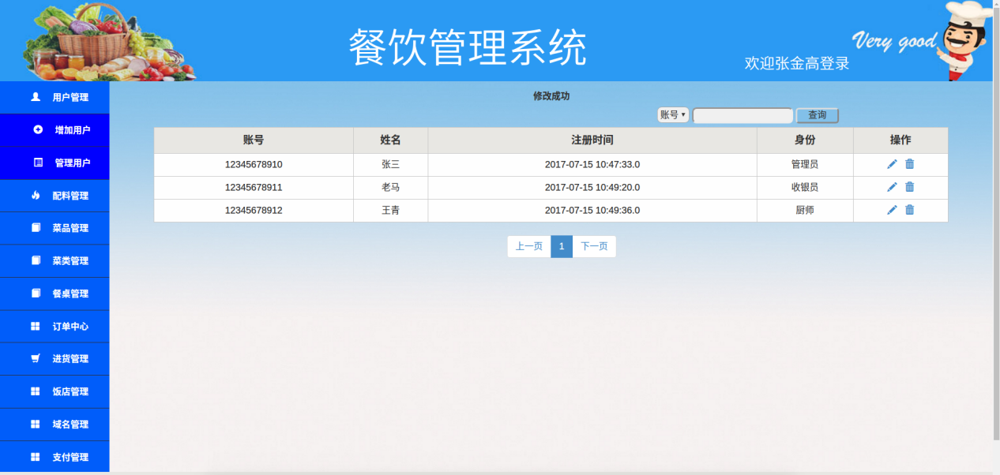 餐饮管理系统
Very good
欢迎张金高登录
用户管理
增加用户
管理用户
配料管理
菜品管理
菜类管理
餐桌管理
订单中心
进货管理
饭店管理
域名管理
支付管理
修改成功
账号 查询
账号 姓名 注册时间 身份 操作
12345678910 张三 2017-07-15 10:47:33.0 管理员
12345678911 老马 2017-07-15 10:49:20.0 收银员
12345678912 王青 2017-07-15 10:49:36.0 厨师
上一页 1 下一页